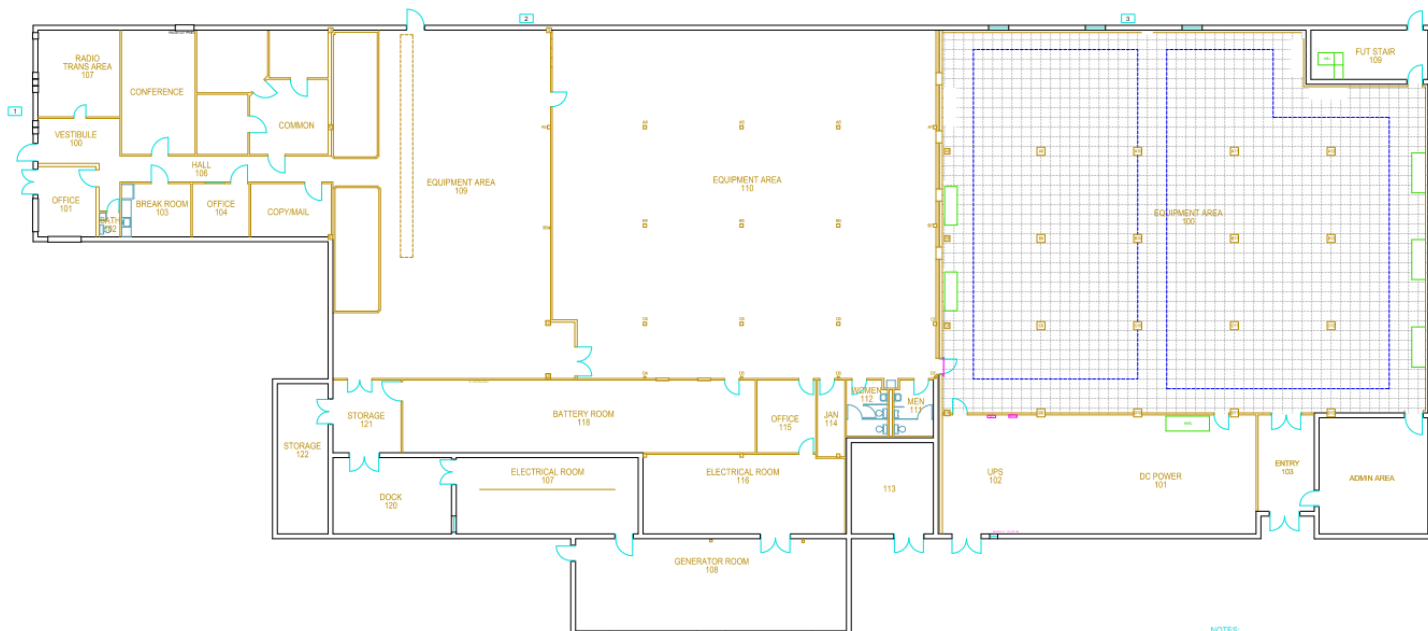 2
3
1
RADIO
TRANS AREA
107
CONFERENCE
COMMON
VESTIBULE
100
HALL
106
OFFICE
101
BATH
102
BREAK ROOM
103
OFFICE
104
COPY/MAIL
EQUIPMENT AREA
109
EQUIPMENT AREA
110
EQUIPMENT AREA
100
FUT STAIR
109
STORAGE
121
STORAGE
122
BATTERY ROOM
118
OFFICE
115
JAN
114
WOMEN
112
MEN
111
DOCK
120
ELECTRICAL ROOM
107
ELECTRICAL ROOM
116
113
UPS
102
DC POWER
101
ENTRY
103
ADMIN AREA
GENERATOR ROOM
108
NOTES: